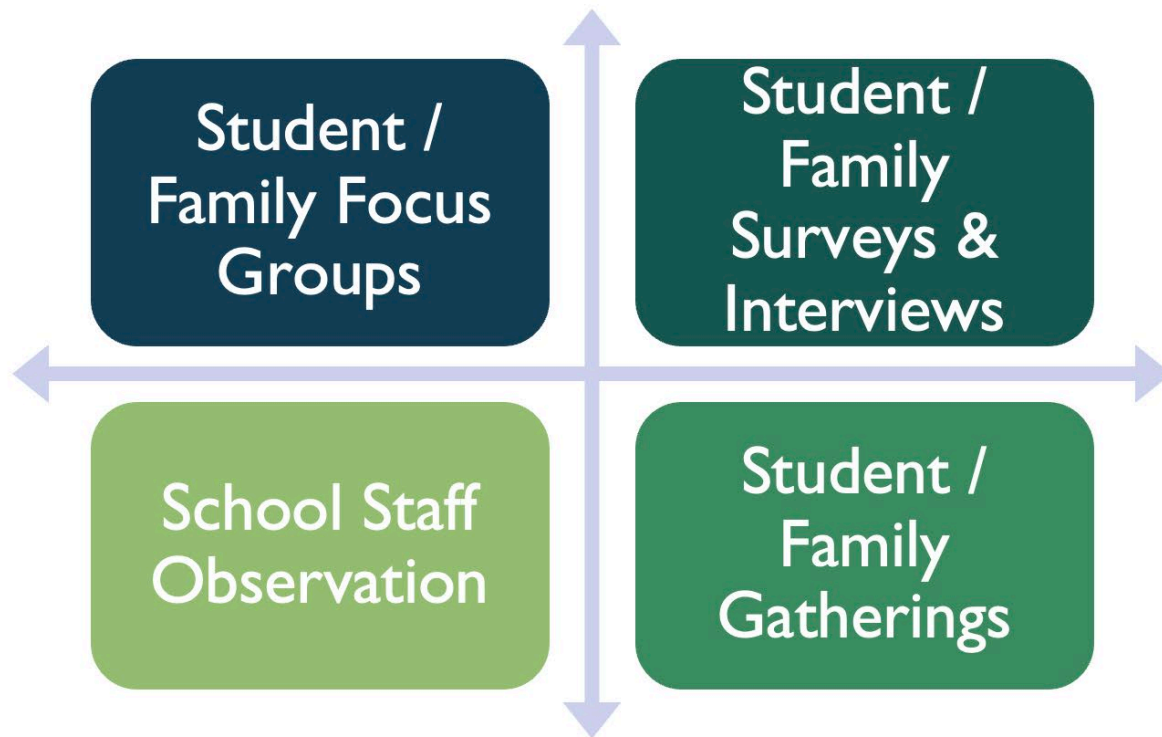 Student /
Family Focus
Groups
Student /
Family
Surveys &
Interviews
School Staff
Observation
Student /
Family
Gatherings